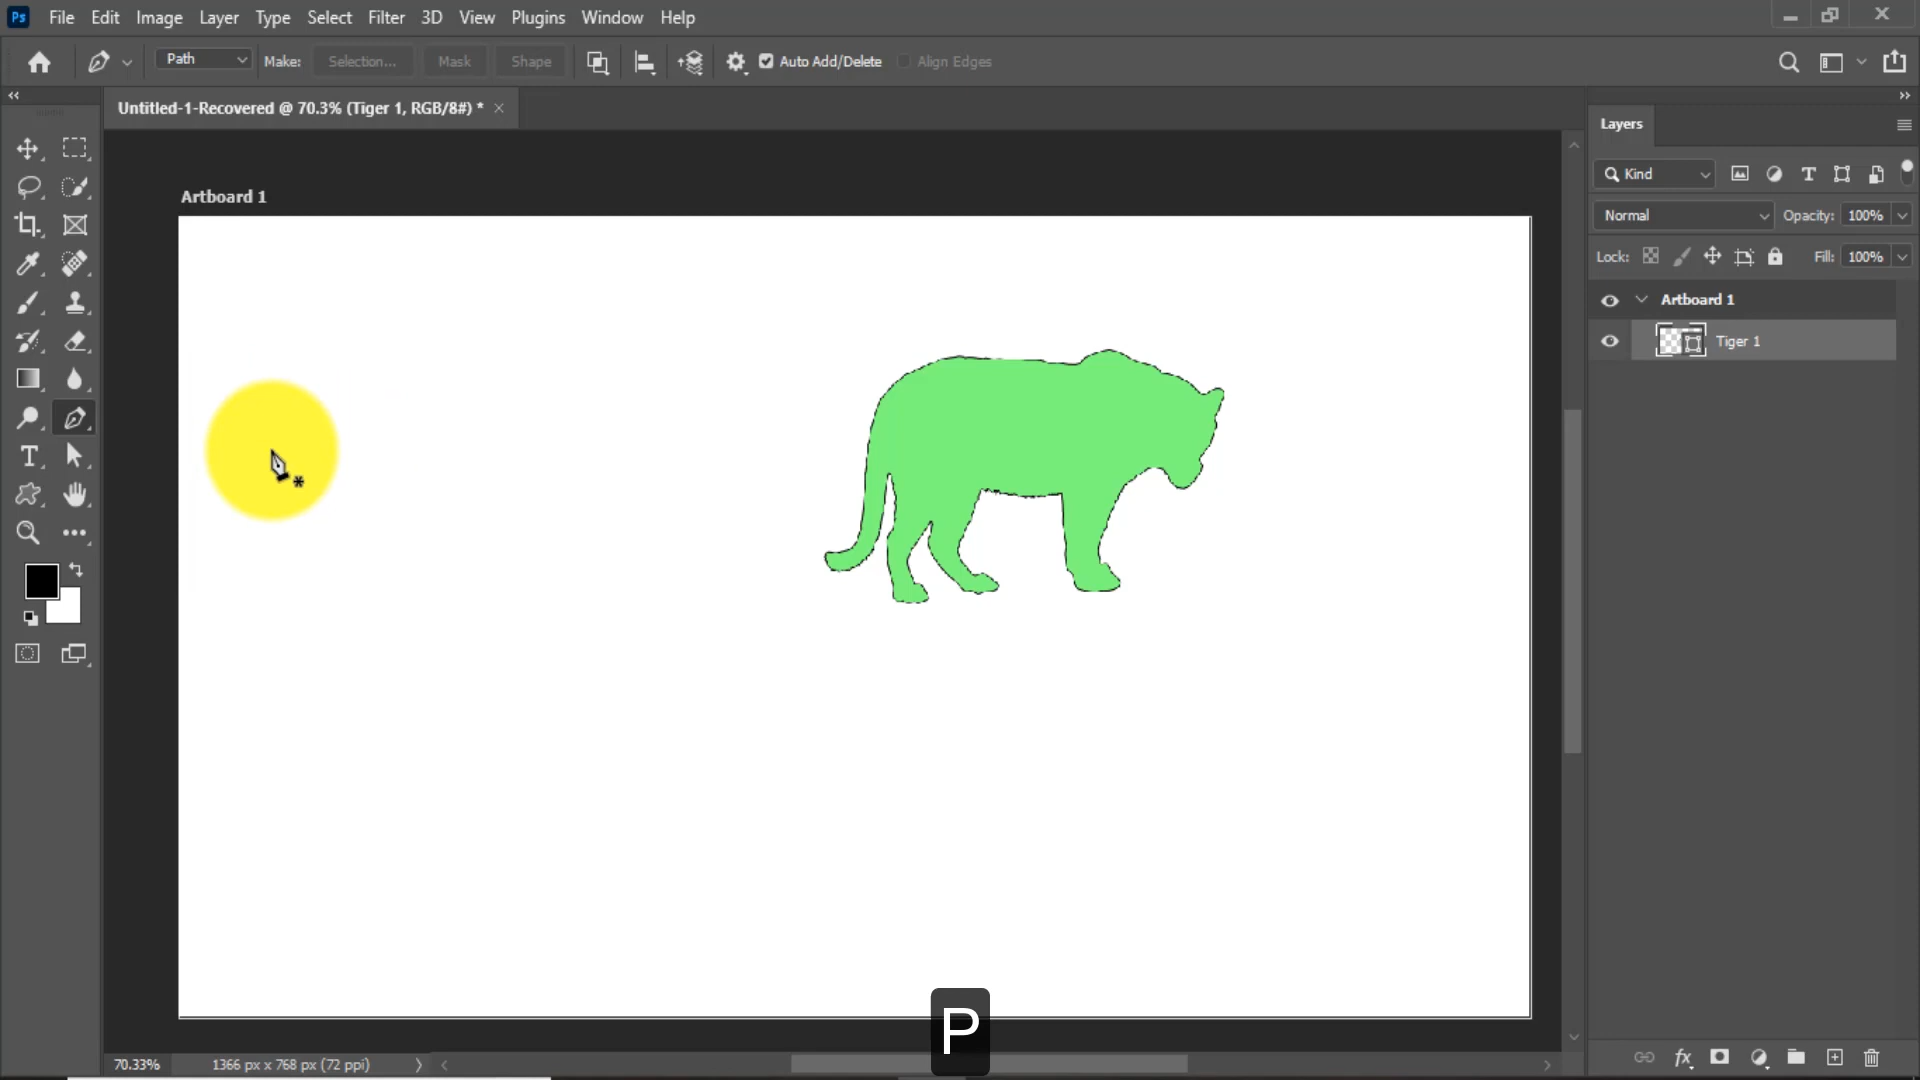 Ps File Edit Image Layer Type Select Filter 3D View Plugins Window Help
Path Make: Selection... Mask Shape Auto Add/Delete Align Edges
Untitled-1-Recovered @ 70.3% (Tiger 1, RGB/8#) * ×
Layers
Kind
Artboard 1
Normal Opacity: 100%
Lock: Fill: 100%
Artboard 1
Tiger 1
P
70.33% 1366 px x 768 px (72 ppi)